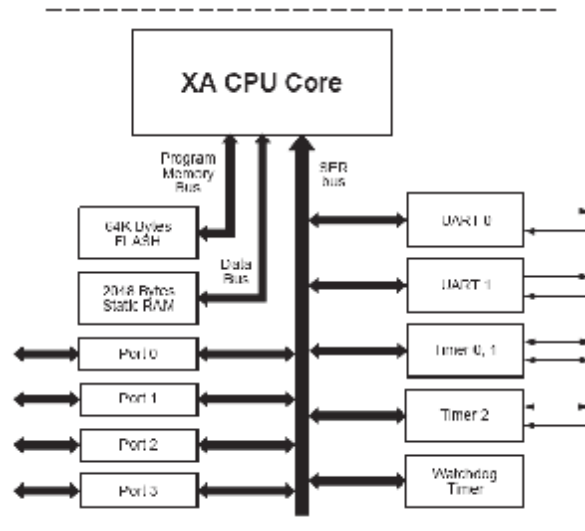 XA CPU Core
Program
Memory
Bus
SFR
bus
64K Bytes
FLASH
Data
Bus
2048 Bytes
Static RAM
Port 0
Port 1
Port 2
Port 3
UART 0
UART 1
Timer 0, 1
Timer 2
Watchdog
Timer